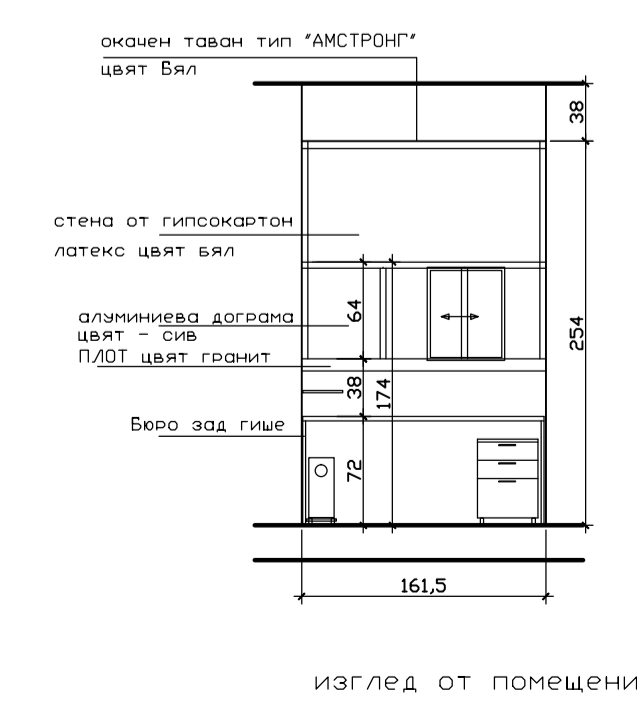 окачен таван тип "АМСТРОНГ"
цвят Бял
38
стена от гипсокартон
латекс цвят бял
алуминиева дограма
цвят - сив
ПЛОТ цвят гранит
64
254
38
174
Бюро зад гише
72
161,5
изглед от помещени